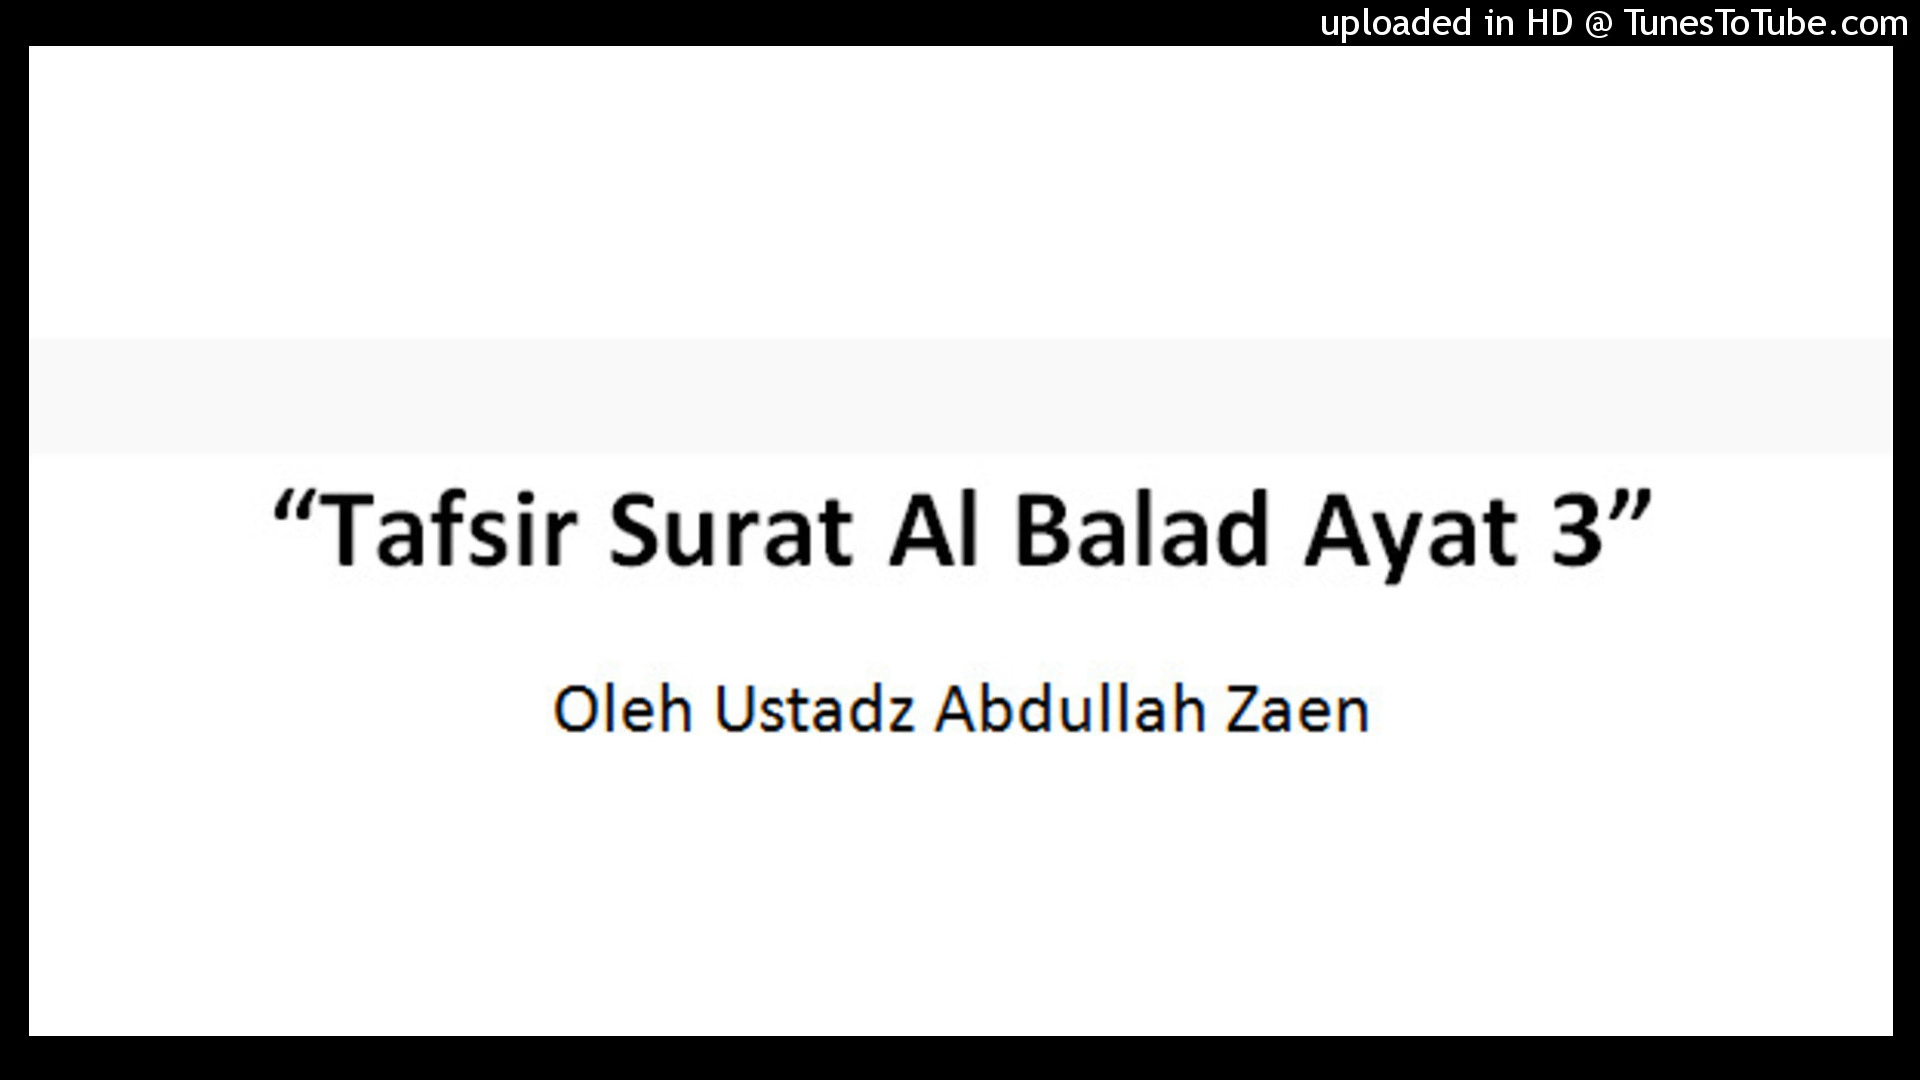 uploaded in HD @ TunesToTube.com
“Tafsir Surat Al Balad Ayat 3”
Oleh Ustadz Abdullah Zaen